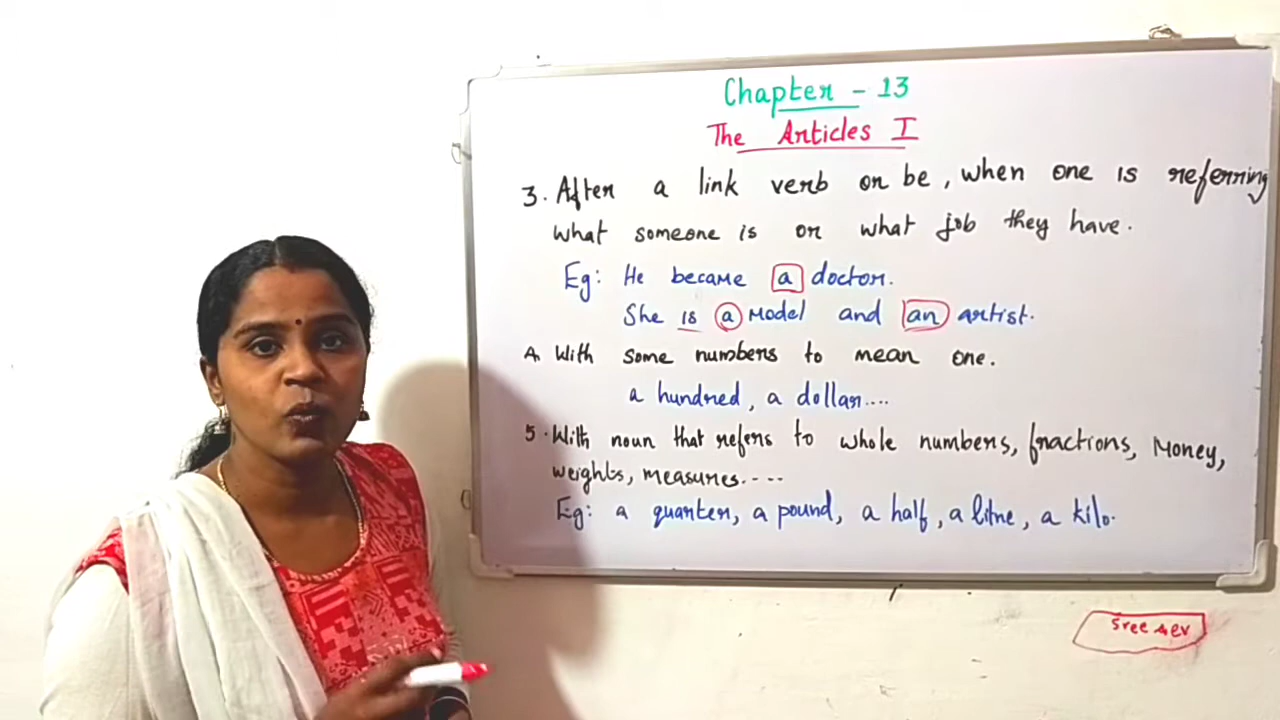 Chapter - 13
The Articles I
3. After a link verb or be, when one is referring
what someone is or what job they have.
Eg: He became a doctor.
She is a model and an artist.
4. With some numbers to mean one.
a hundred, a dollar....
5. With noun that refers to whole numbers, fractions, Money,
weights, measures.....
Eg: a quarter, a pound, a half, a litre, a kilo.
Sree